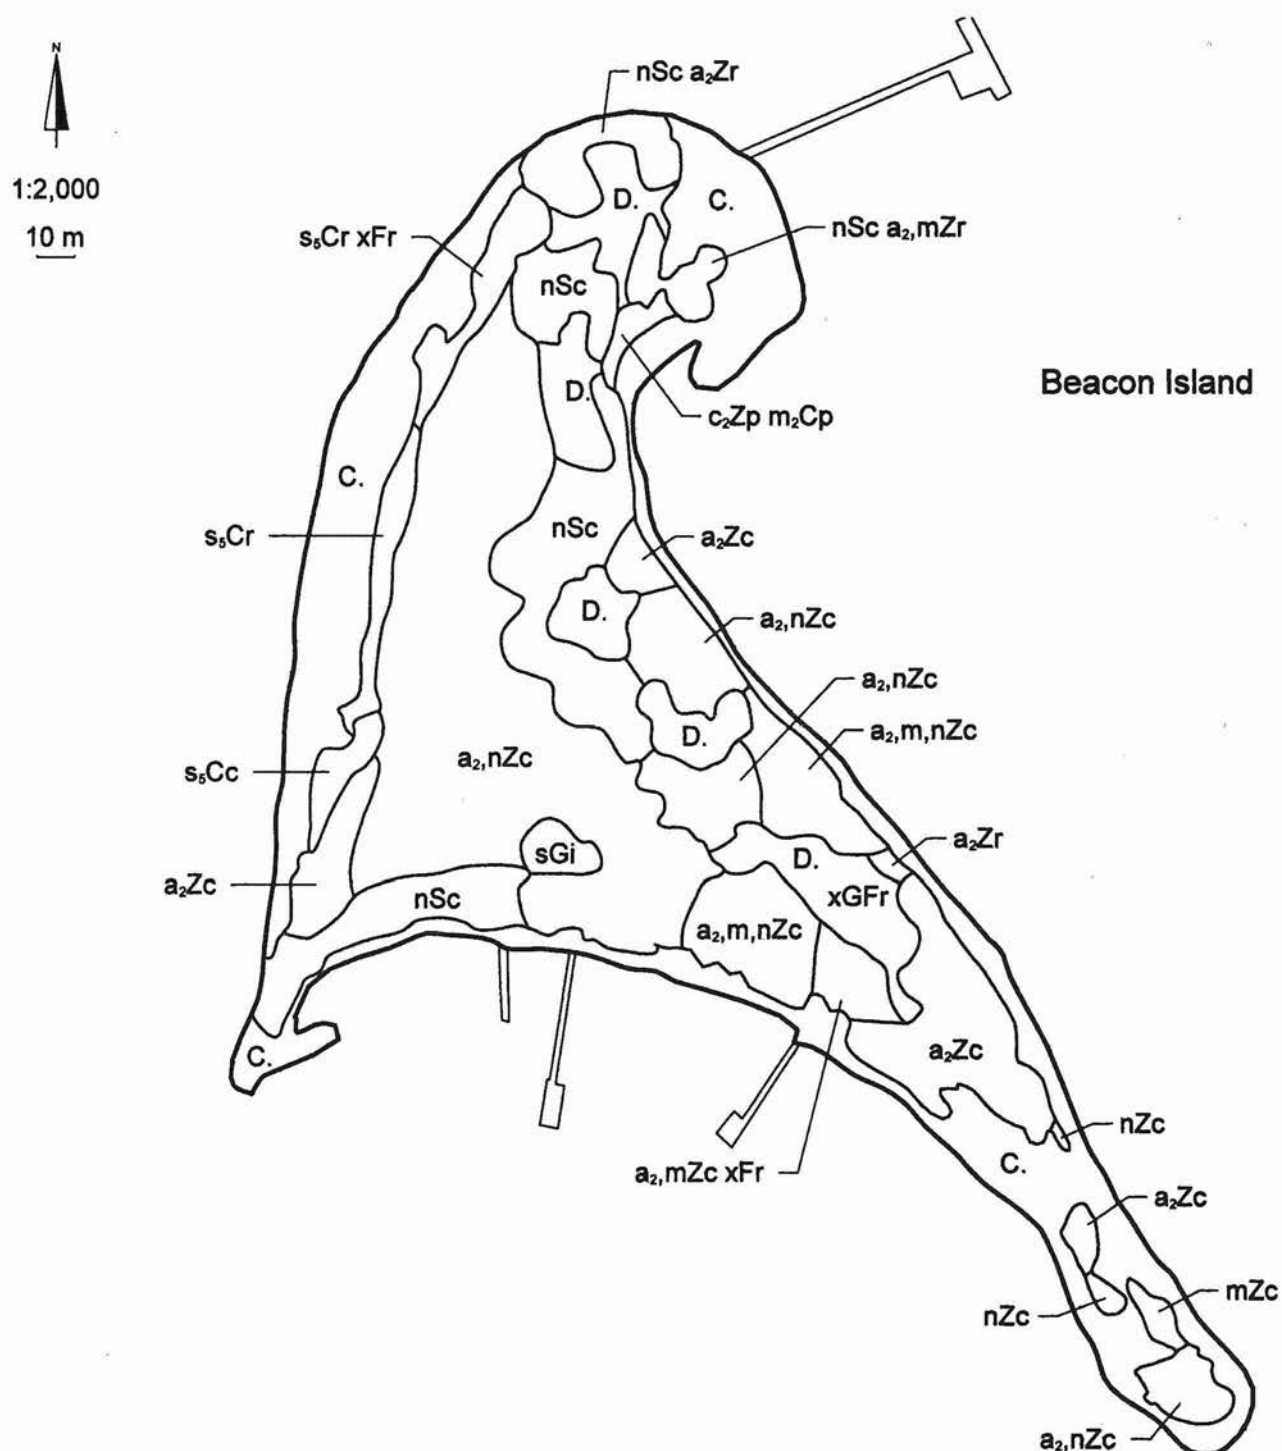 N
1:2,000
10 m
nSc a₂Zr
D.
C.
s₅Cr xFr
nSc a₂,mZr
nSc
Beacon Island
D.
c₂Zp m₂Cp
C.
s₅Cr
nSc
a₂Zc
D.
a₂,nZc
a₂,nZc
a₂,m,nZc
D.
s₅Cc
a₂,nZc
a₂Zr
sGi
D.
a₂Zc
nSc
xGFr
a₂,m,nZc
C.
a₂Zc
nZc
a₂,mZc xFr
C.
a₂Zc
mZc
nZc
a₂,nZc